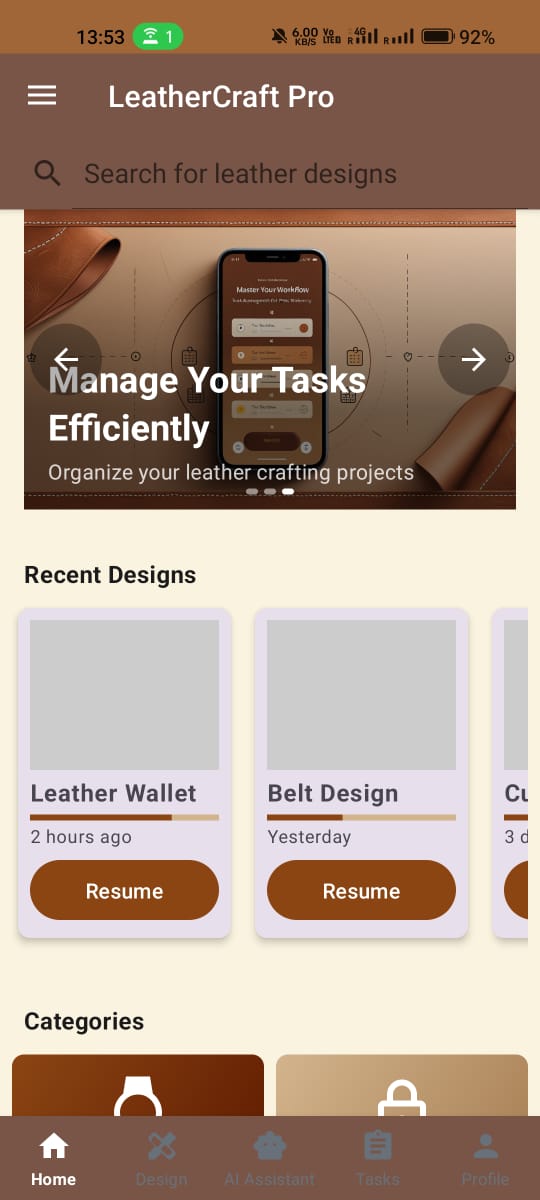 13:53 1 6.00 KB/S Vo LTE 4G R R 92%
LeatherCraft Pro
Search for leather designs
Master Your Workflow
Manage Your Tasks
Efficiently
Organize your leather crafting projects
Recent Designs
Leather Wallet Belt Design Cu
2 hours ago Yesterday 3 d
Resume Resume
Categories
Home Design AI Assistant Tasks Profile